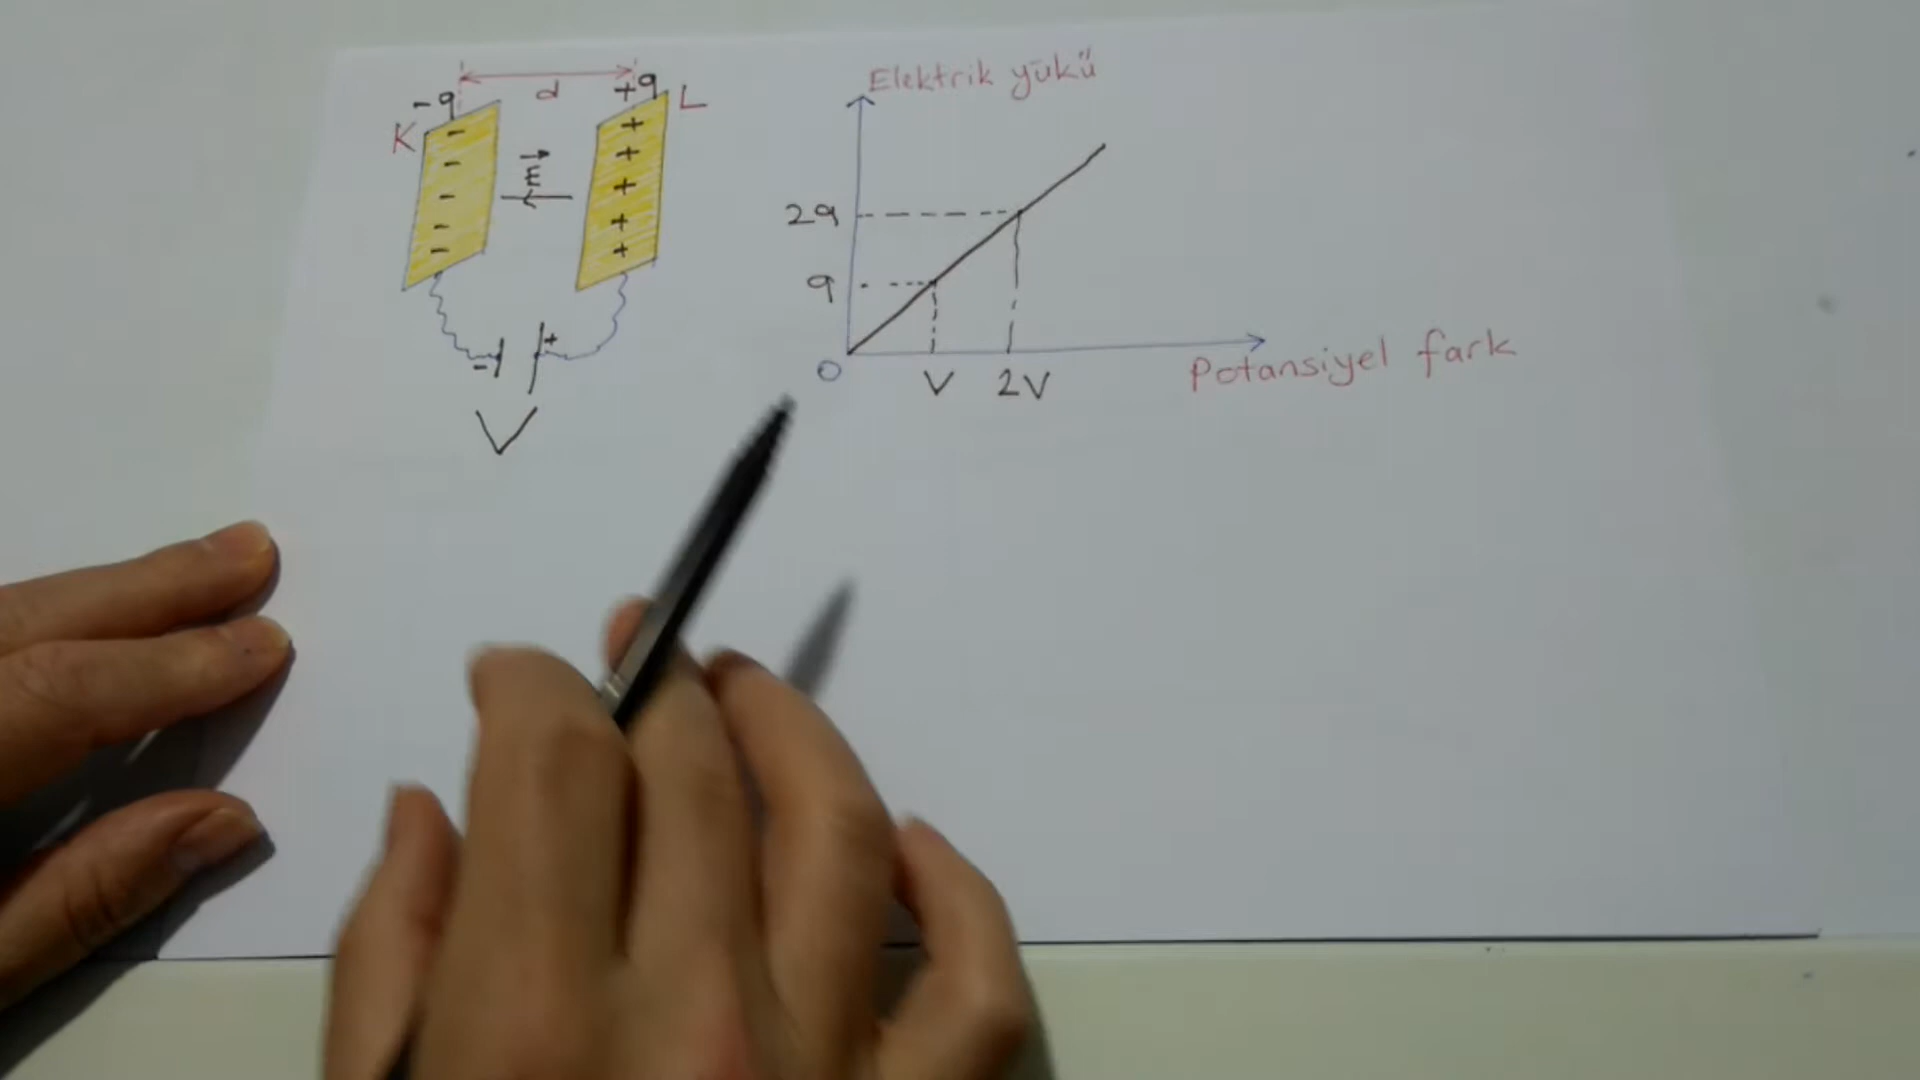 -q
d
+q
K
L
E
- +
V
Elektrik yükü
2q
q
0
V 2V
Potansiyel fark